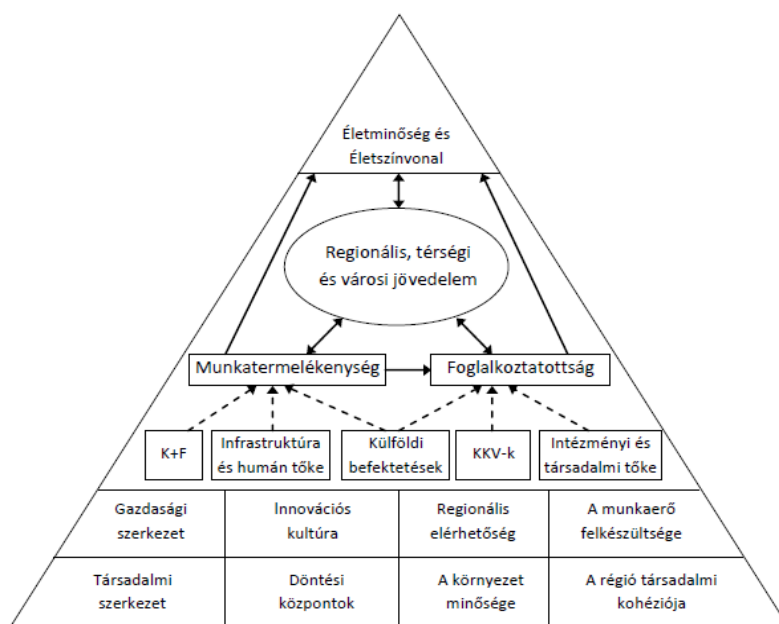 Életminőség és
Életszínvonal
Regionális, térségi
és városi jövedelem
Munkatermelékenység
Foglalkoztatottság
K+F
Infrastruktúra
és humán tőke
Külföldi
befektetések
KKV-k
Intézményi és
társadalmi tőke
Gazdasági
szerkezet
Innovációs
kultúra
Regionális
elérhetőség
A munkaerő
felkészültsége
Társadalmi
szerkezet
Döntési
központok
A környezet
minősége
A régió társadalmi
kohéziója